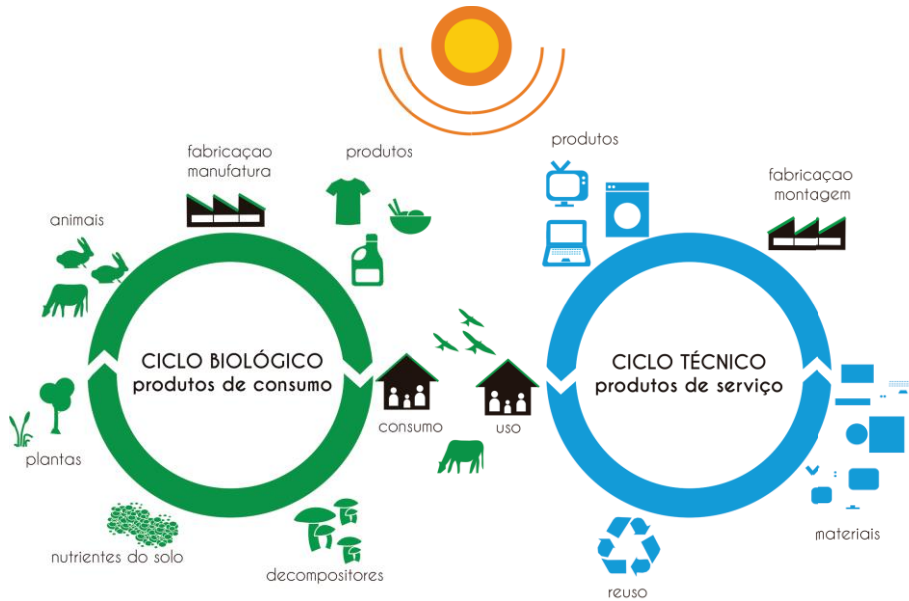 fabricaçao
manufatura
produtos
animais
CICLO BIOLÓGICO
produtos de consumo
plantas
nutrientes do solo
decompositores
consumo
produtos
fabricaçao
montagem
CICLO TÉCNICO
produtos de serviço
uso
materiais
reuso